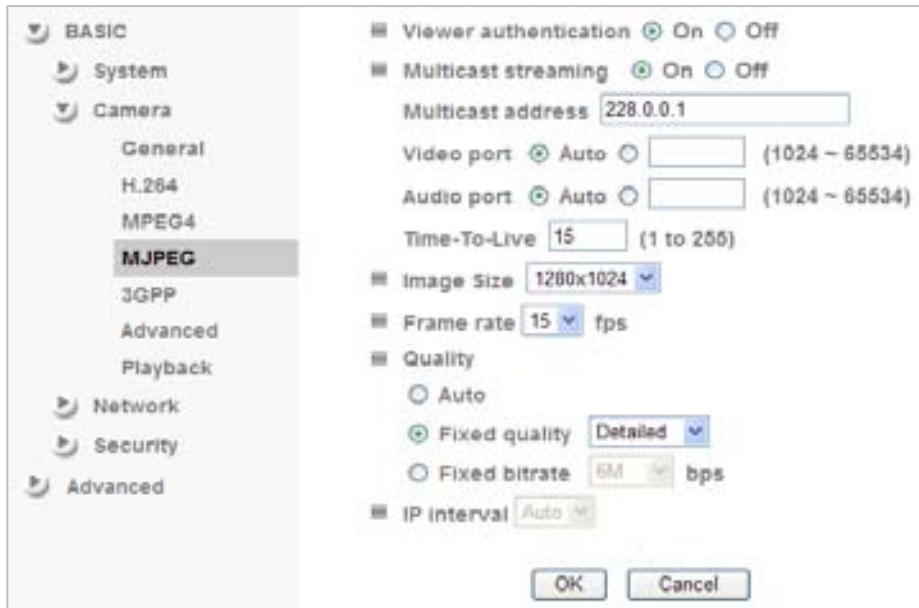 BASIC
System
Camera
General
H.264
MPEG4
MJPEG
3GPP
Advanced
Playback
Network
Security
Advanced
Viewer authentication On Off
Multicast streaming On Off
Multicast address 228.0.0.1
Video port Auto (1024 ~ 65534)
Audio port Auto (1024 ~ 65534)
Time-To-Live 15 (1 to 255)
Image Size 1280x1024
Frame rate 15 fps
Quality
Auto
Fixed quality Detailed
Fixed bitrate 6M bps
IP interval Auto
OK Cancel